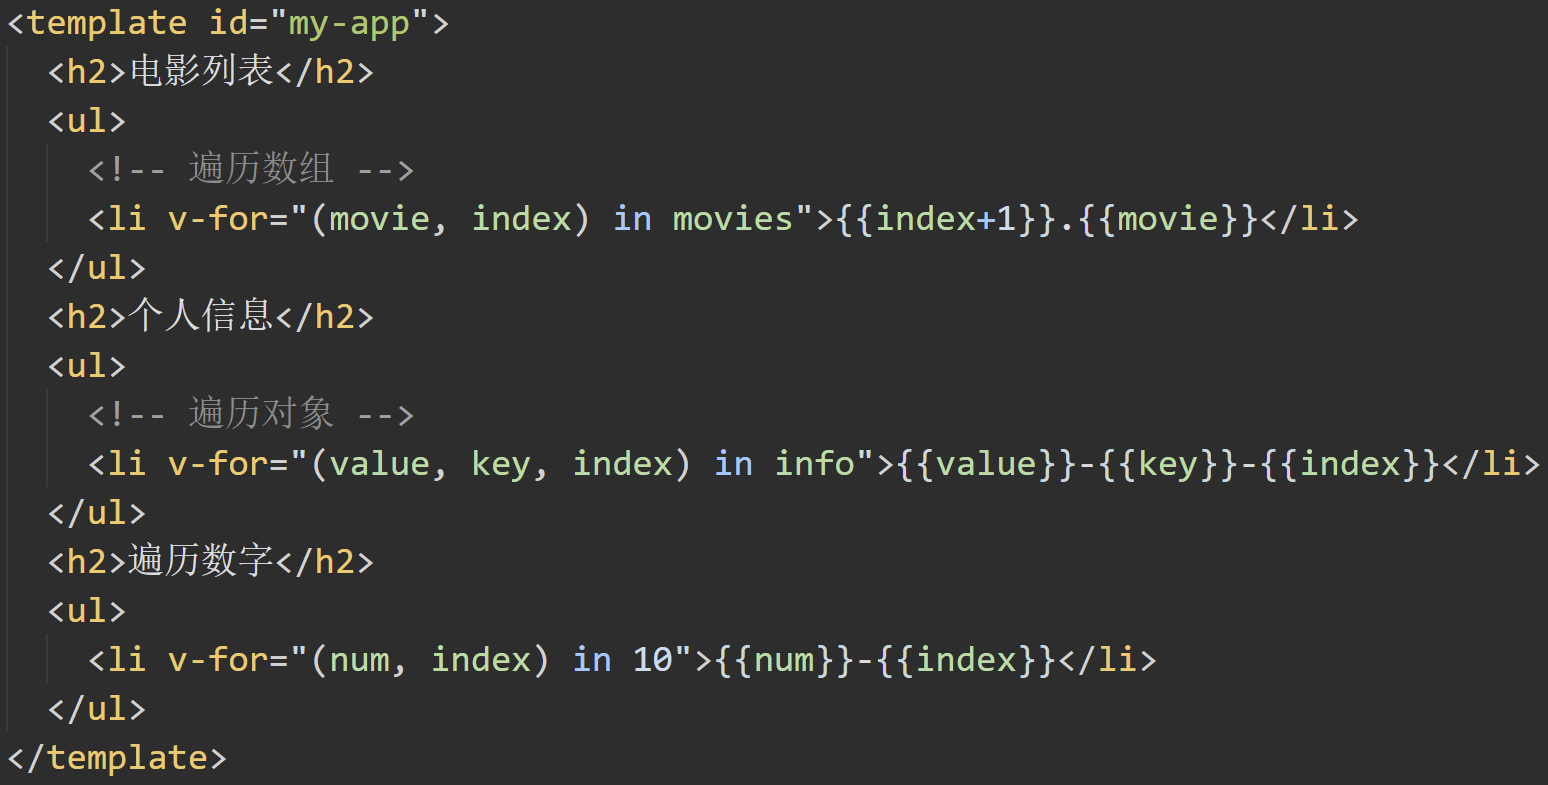 <template id="my-app">
<h2>电影列表</h2>
<ul>
<!-- 遍历数组 -->
<li v-for="(movie, index) in movies">{{index+1}}.{{movie}}</li>
</ul>
<h2>个人信息</h2>
<ul>
<!-- 遍历对象 -->
<li v-for="(value, key, index) in info">{{value}}-{{key}}-{{index}}</li>
</ul>
<h2>遍历数字</h2>
<ul>
<li v-for="(num, index) in 10">{{num}}-{{index}}</li>
</ul>
</template>